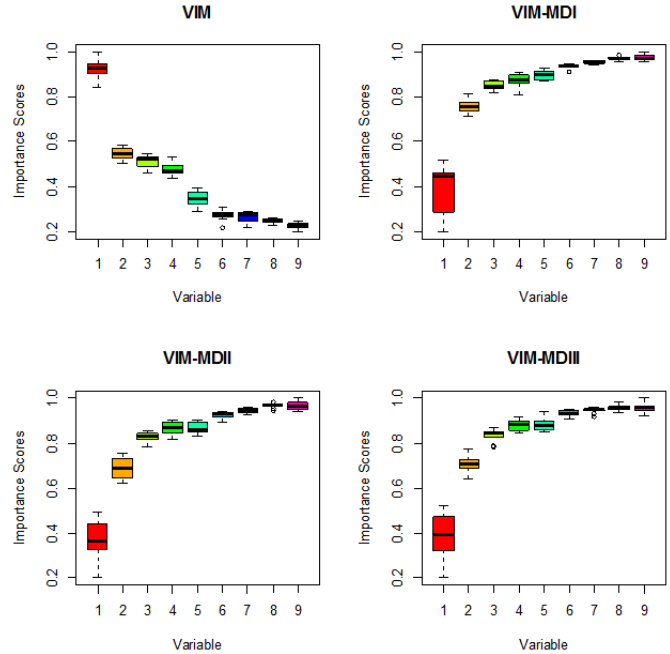 VIM
Importance Scores
1.0
0.8
0.6
0.4
0.2
1 2 3 4 5 6 7 8 9
Variable
VIM-MDI
Importance Scores
1.0
0.8
0.6
0.4
0.2
1 2 3 4 5 6 7 8 9
Variable
VIM-MDII
Importance Scores
1.0
0.8
0.6
0.4
0.2
1 2 3 4 5 6 7 8 9
Variable
VIM-MDIII
Importance Scores
1.0
0.8
0.6
0.4
0.2
1 2 3 4 5 6 7 8 9
Variable